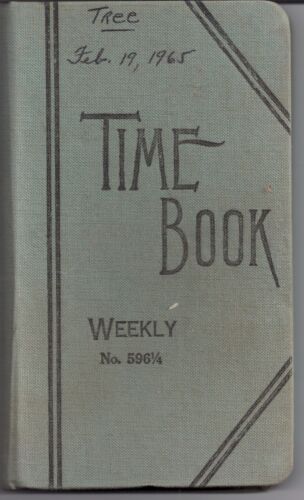 Tree
Feb. 19, 1965
TIME
BOOK
WEEKLY
No. 596¼